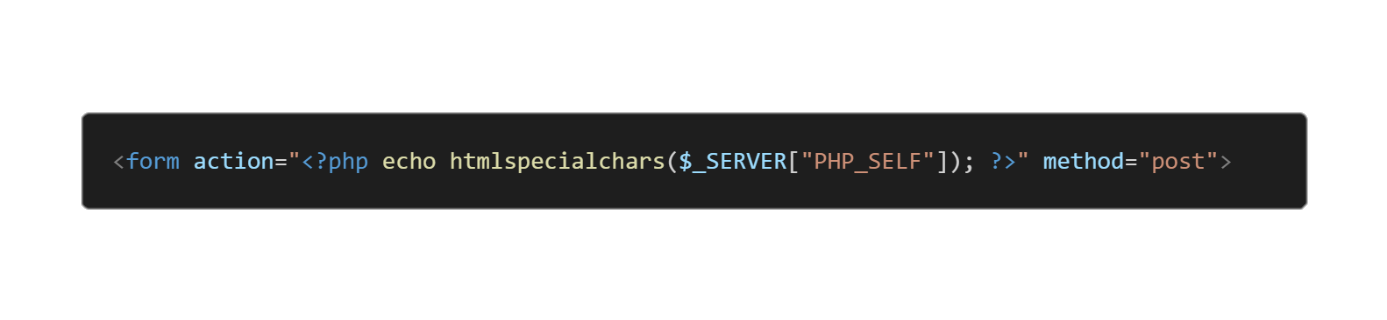 <form action="<?php echo htmlspecialchars($_SERVER["PHP_SELF"]); ?>" method="post">